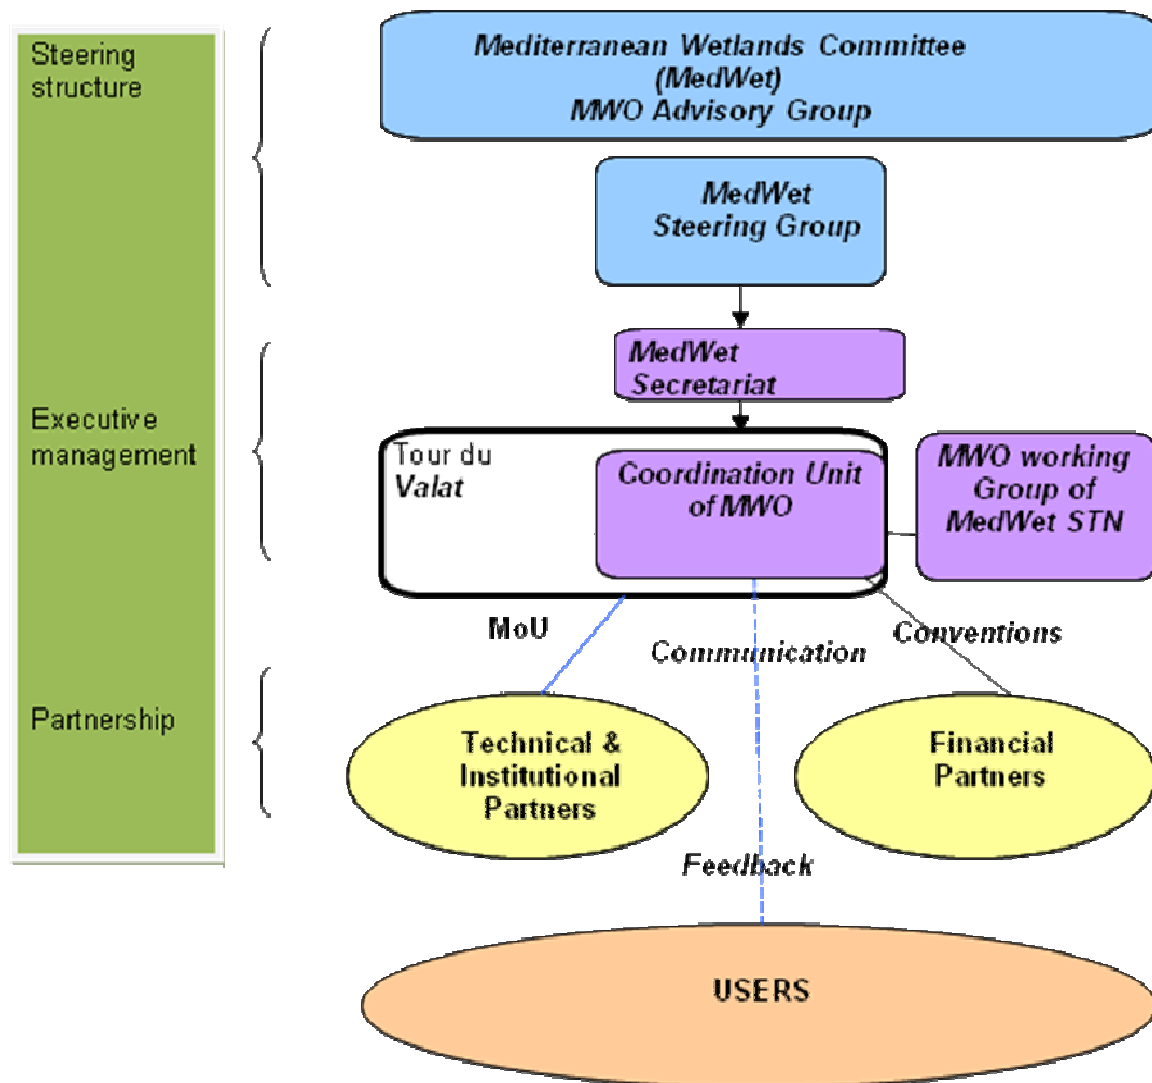 Steering
structure
Mediterranean Wetlands Committee
(MedWet)
MWO Advisory Group
MedWet
Steering Group
MedWet
Secretariat
Executive
management
Tour du
Valat
Coordination Unit
of MWO
MWO working
Group of
MedWet STN
MoU
Communication
Conventions
Partnership
Technical &
Institutional
Partners
Financial
Partners
Feedback
USERS